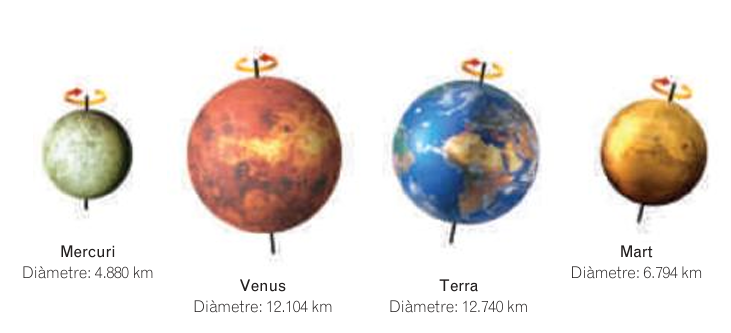 Mercuri
Diàmetre: 4.880 km
Venus
Diàmetre: 12.104 km
Terra
Diàmetre: 12.740 km
Mart
Diàmetre: 6.794 km